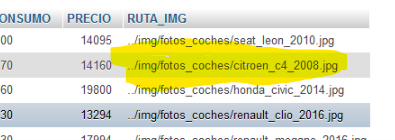 ONSUMO PRECIO RUTA_IMG
00 14095 ../img/fotos_coches/seat_leon_2010.jpg
70 14160 ../img/fotos_coches/citroen_c4_2008.jpg
60 19800 ../img/fotos_coches/honda_civic_2014.jpg
30 13294 ../img/fotos_coches/renault_clio_2016.jpg
30 17994 ../img/fotos_coches/renault_megane_2016.jpg